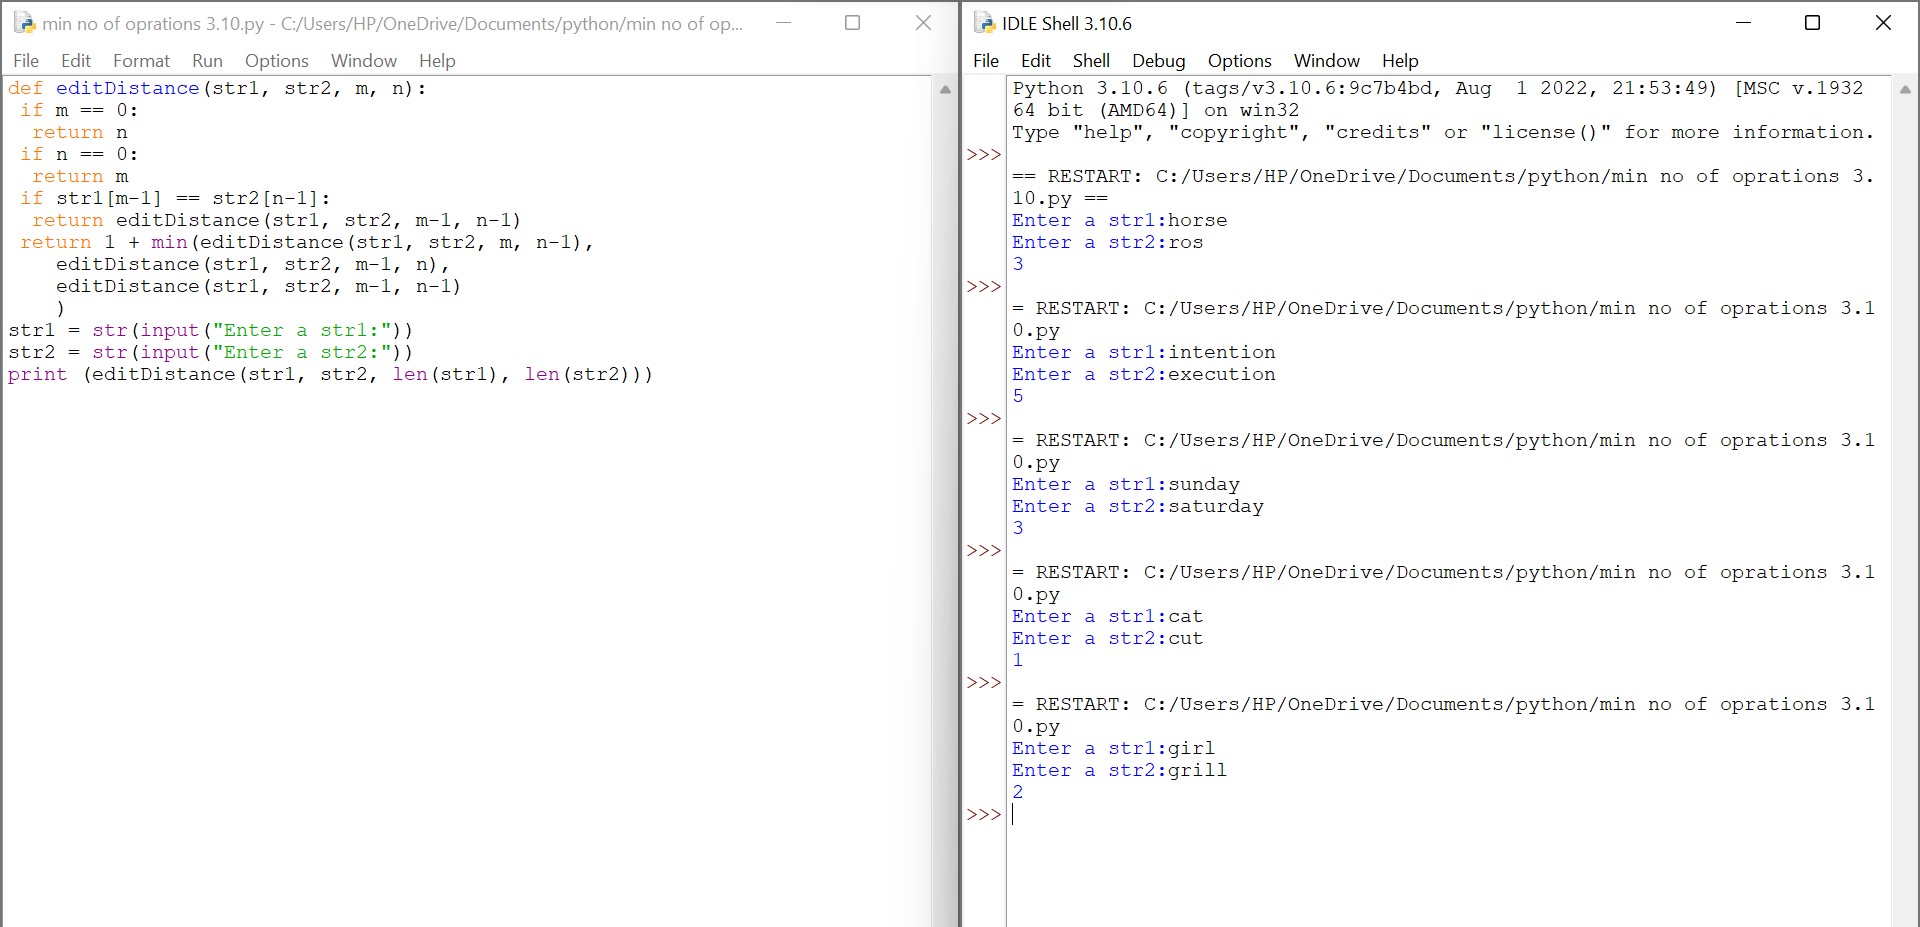 min no of oprations 3.10.py - C:/Users/HP/OneDrive/Documents/python/min no of op...
File Edit Format Run Options Window Help
def editDistance(str1, str2, m, n):
 if m == 0:
  return n
 if n == 0:
  return m
 if str1[m-1] == str2[n-1]:
  return editDistance(str1, str2, m-1, n-1)
 return 1 + min(editDistance(str1, str2, m, n-1),
    editDistance(str1, str2, m-1, n),
    editDistance(str1, str2, m-1, n-1)
    )
str1 = str(input("Enter a str1:"))
str2 = str(input("Enter a str2:"))
print (editDistance(str1, str2, len(str1), len(str2)))
IDLE Shell 3.10.6
File Edit Shell Debug Options Window Help
Python 3.10.6 (tags/v3.10.6:9c7b4bd, Aug  1 2022, 21:53:49) [MSC v.1932
64 bit (AMD64)] on win32
Type "help", "copyright", "credits" or "license()" for more information.
>>>
== RESTART: C:/Users/HP/OneDrive/Documents/python/min no of oprations 3.
10.py ==
Enter a str1:horse
Enter a str2:ros
3
>>>
= RESTART: C:/Users/HP/OneDrive/Documents/python/min no of oprations 3.1
0.py
Enter a str1:intention
Enter a str2:execution
5
>>>
= RESTART: C:/Users/HP/OneDrive/Documents/python/min no of oprations 3.1
0.py
Enter a str1:sunday
Enter a str2:saturday
3
>>>
= RESTART: C:/Users/HP/OneDrive/Documents/python/min no of oprations 3.1
0.py
Enter a str1:cat
Enter a str2:cut
1
>>>
= RESTART: C:/Users/HP/OneDrive/Documents/python/min no of oprations 3.1
0.py
Enter a str1:girl
Enter a str2:grill
2
>>>